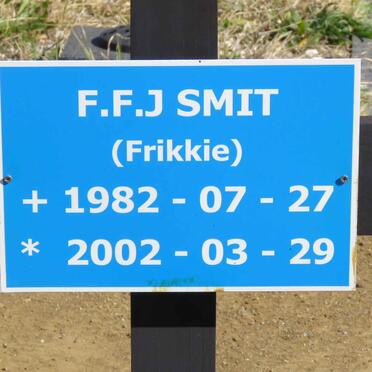 F.F.J SMIT
(Frikkie)
+ 1982 - 07 - 27
* 2002 - 03 - 29